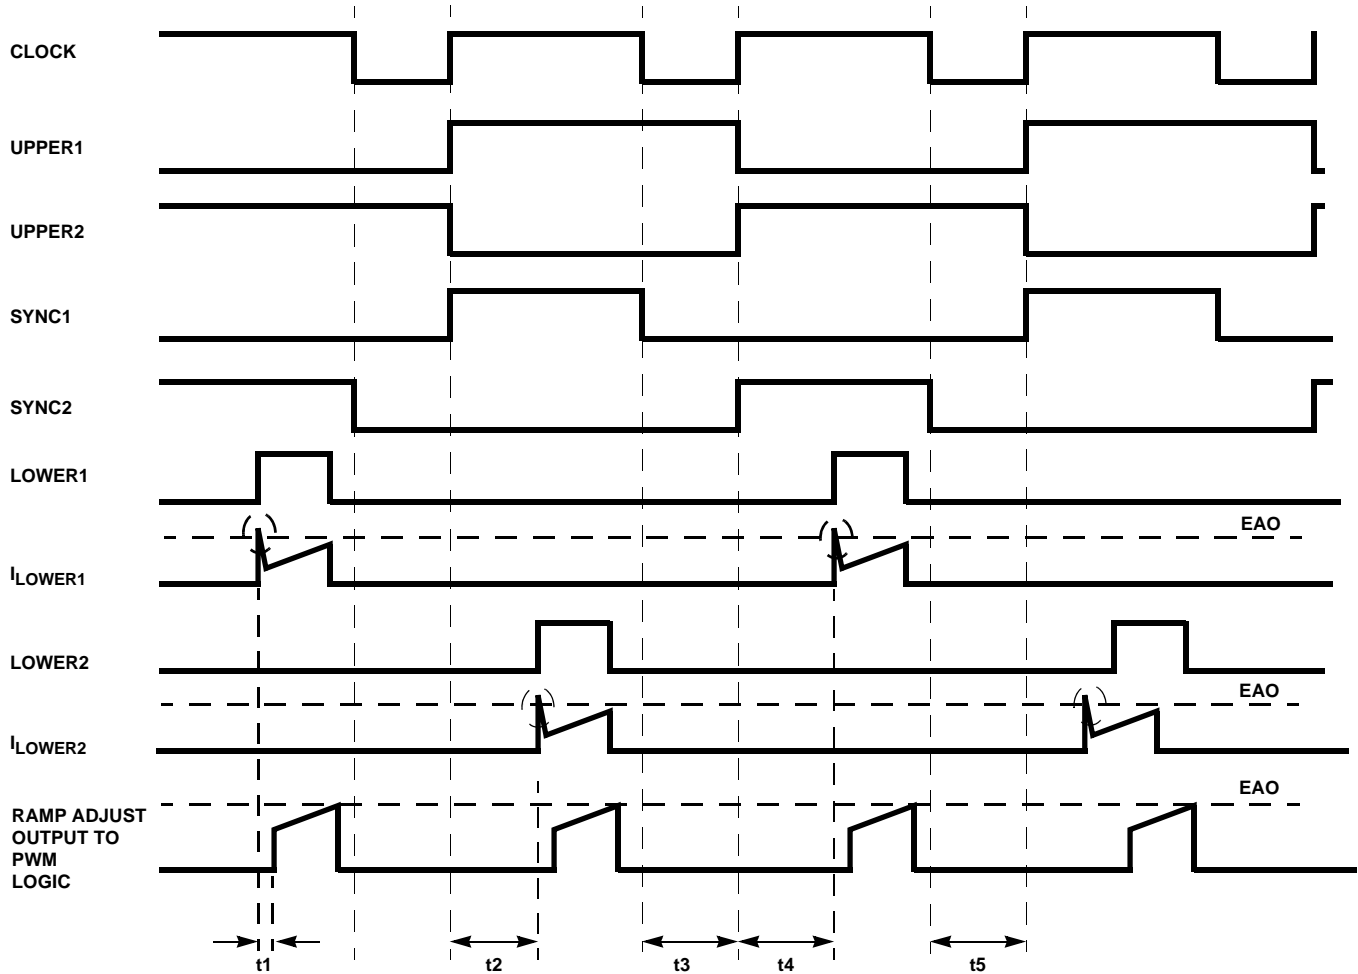 CLOCK
UPPER1
UPPER2
SYNC1
SYNC2
LOWER1
EAO
ILOWER1
LOWER2
EAO
ILOWER2
EAO
RAMP ADJUST
OUTPUT TO
PWM
LOGIC
t1 t2 t3 t4 t5